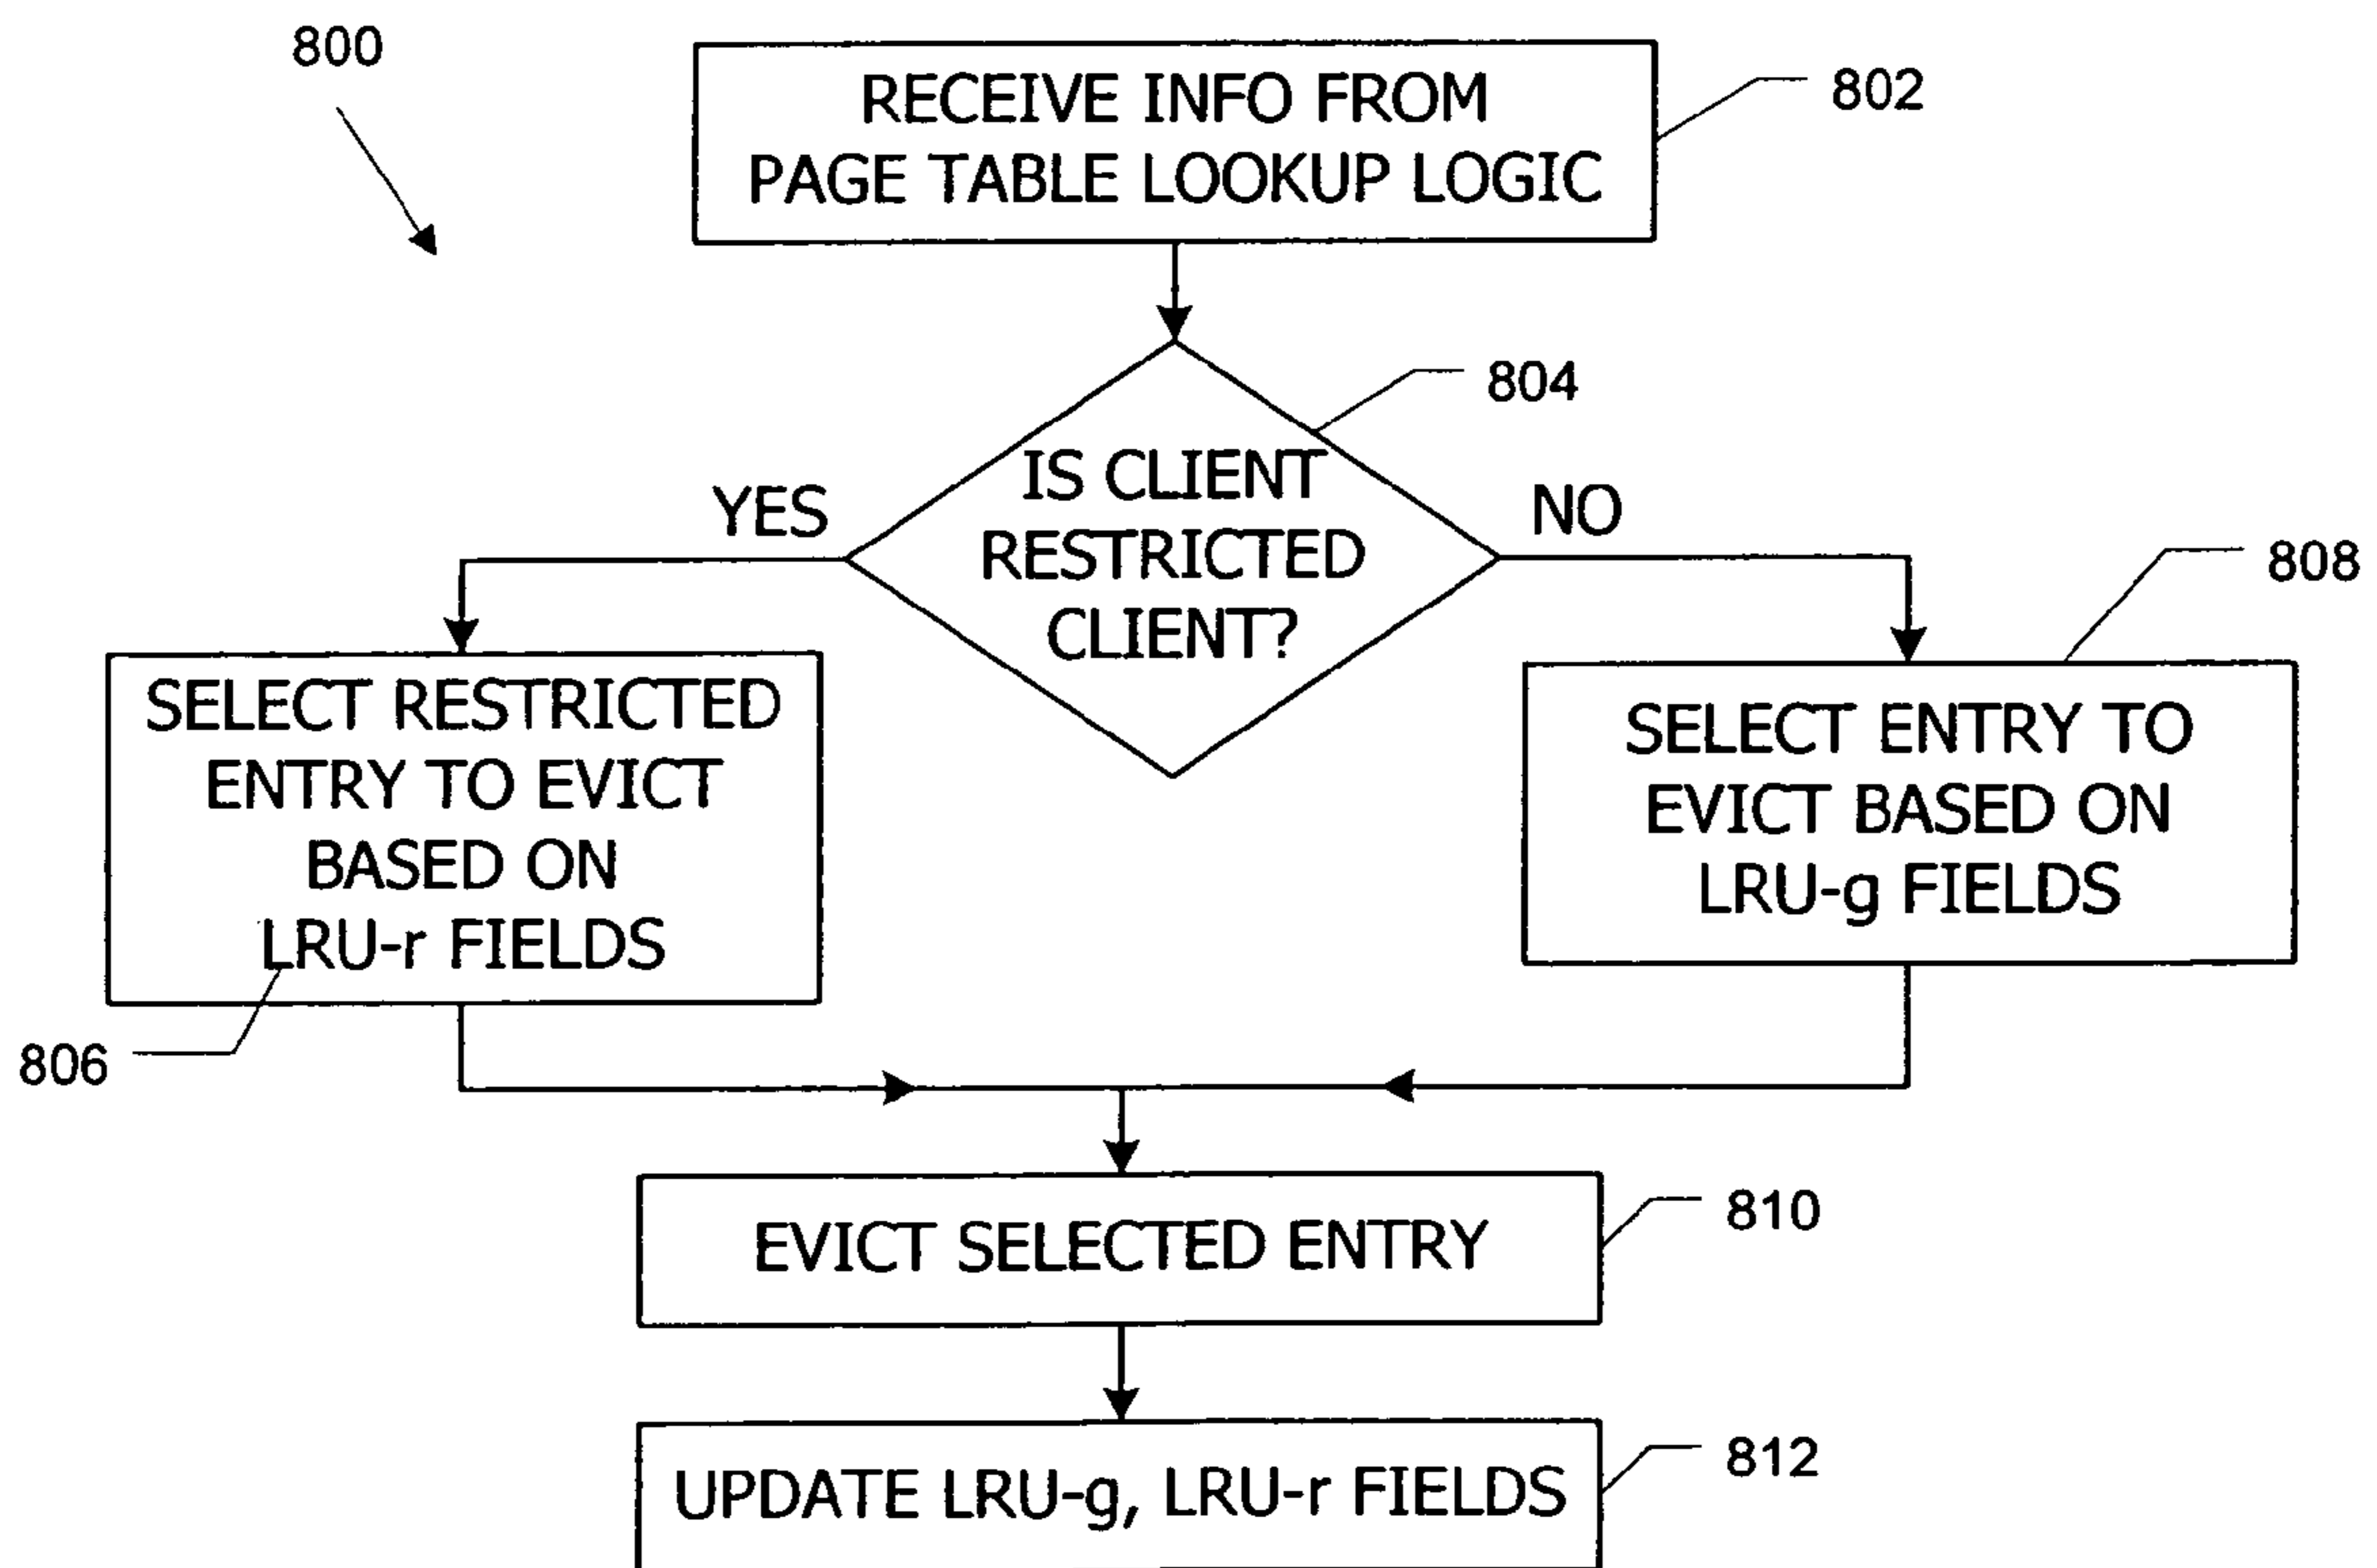 800
RECEIVE INFO FROM
PAGE TABLE LOOKUP LOGIC
802
804
IS CLIENT
RESTRICTED
CLIENT?
YES
NO
808
SELECT RESTRICTED
ENTRY TO EVICT
BASED ON
LRU-r FIELDS
806
SELECT ENTRY TO
EVICT BASED ON
LRU-g FIELDS
EVICT SELECTED ENTRY
810
UPDATE LRU-g, LRU-r FIELDS
812